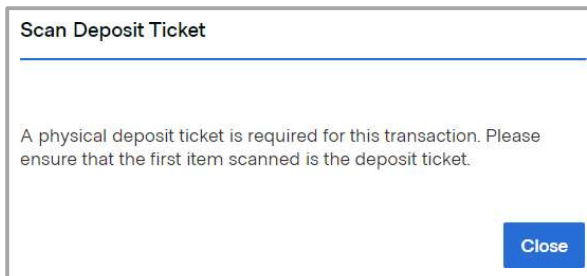 Scan Deposit Ticket
A physical deposit ticket is required for this transaction. Please
ensure that the first item scanned is the deposit ticket.
Close